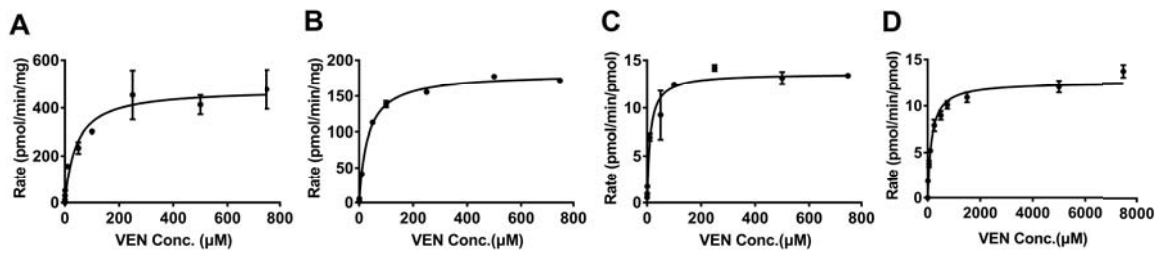 A
Rate (pmol/min/mg)
600
400
200
0
0 200 400 600 800
VEN Conc. (μM)
B
Rate (pmol/min/mg)
200
150
100
50
0
0 200 400 600 800
VEN Conc.(μM)
C
Rate (pmol/min/pmol)
15
10
5
0
0 200 400 600 800
VEN Conc.(μM)
D
Rate (pmol/min/pmol)
15
10
5
0
0 2000 4000 6000 8000
VEN Conc.(μM)